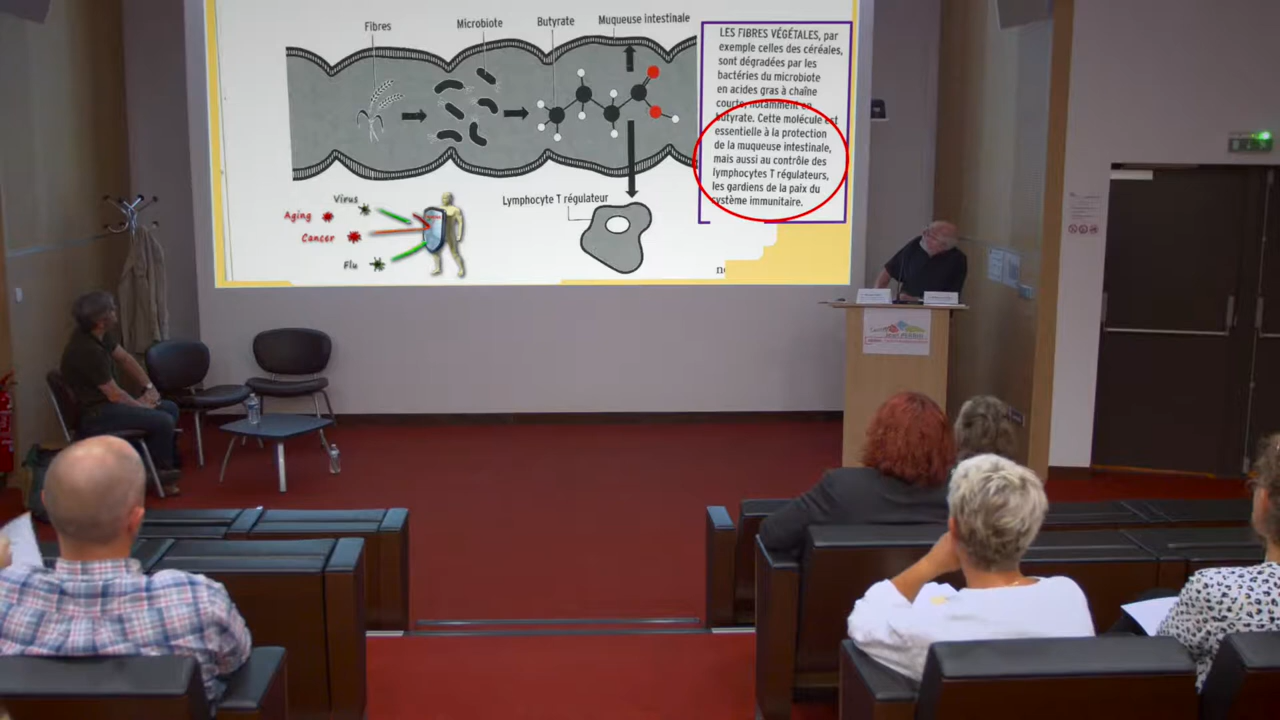 Fibres
Microbiote
Butyrate
Muqueuse intestinale
LES FIBRES VÉGÉTALES, par
exemple celles des céréales,
sont dégradées par les
bactéries du microbiote
en acides gras à chaîne
courte, notamment en
butyrate. Cette molécule est
essentielle à la protection
de la muqueuse intestinale,
mais aussi au contrôle des
lymphocytes T régulateurs,
les gardiens de la paix du
système immunitaire.
Virus
Aging
Cancer
Flu
Lymphocyte T régulateur